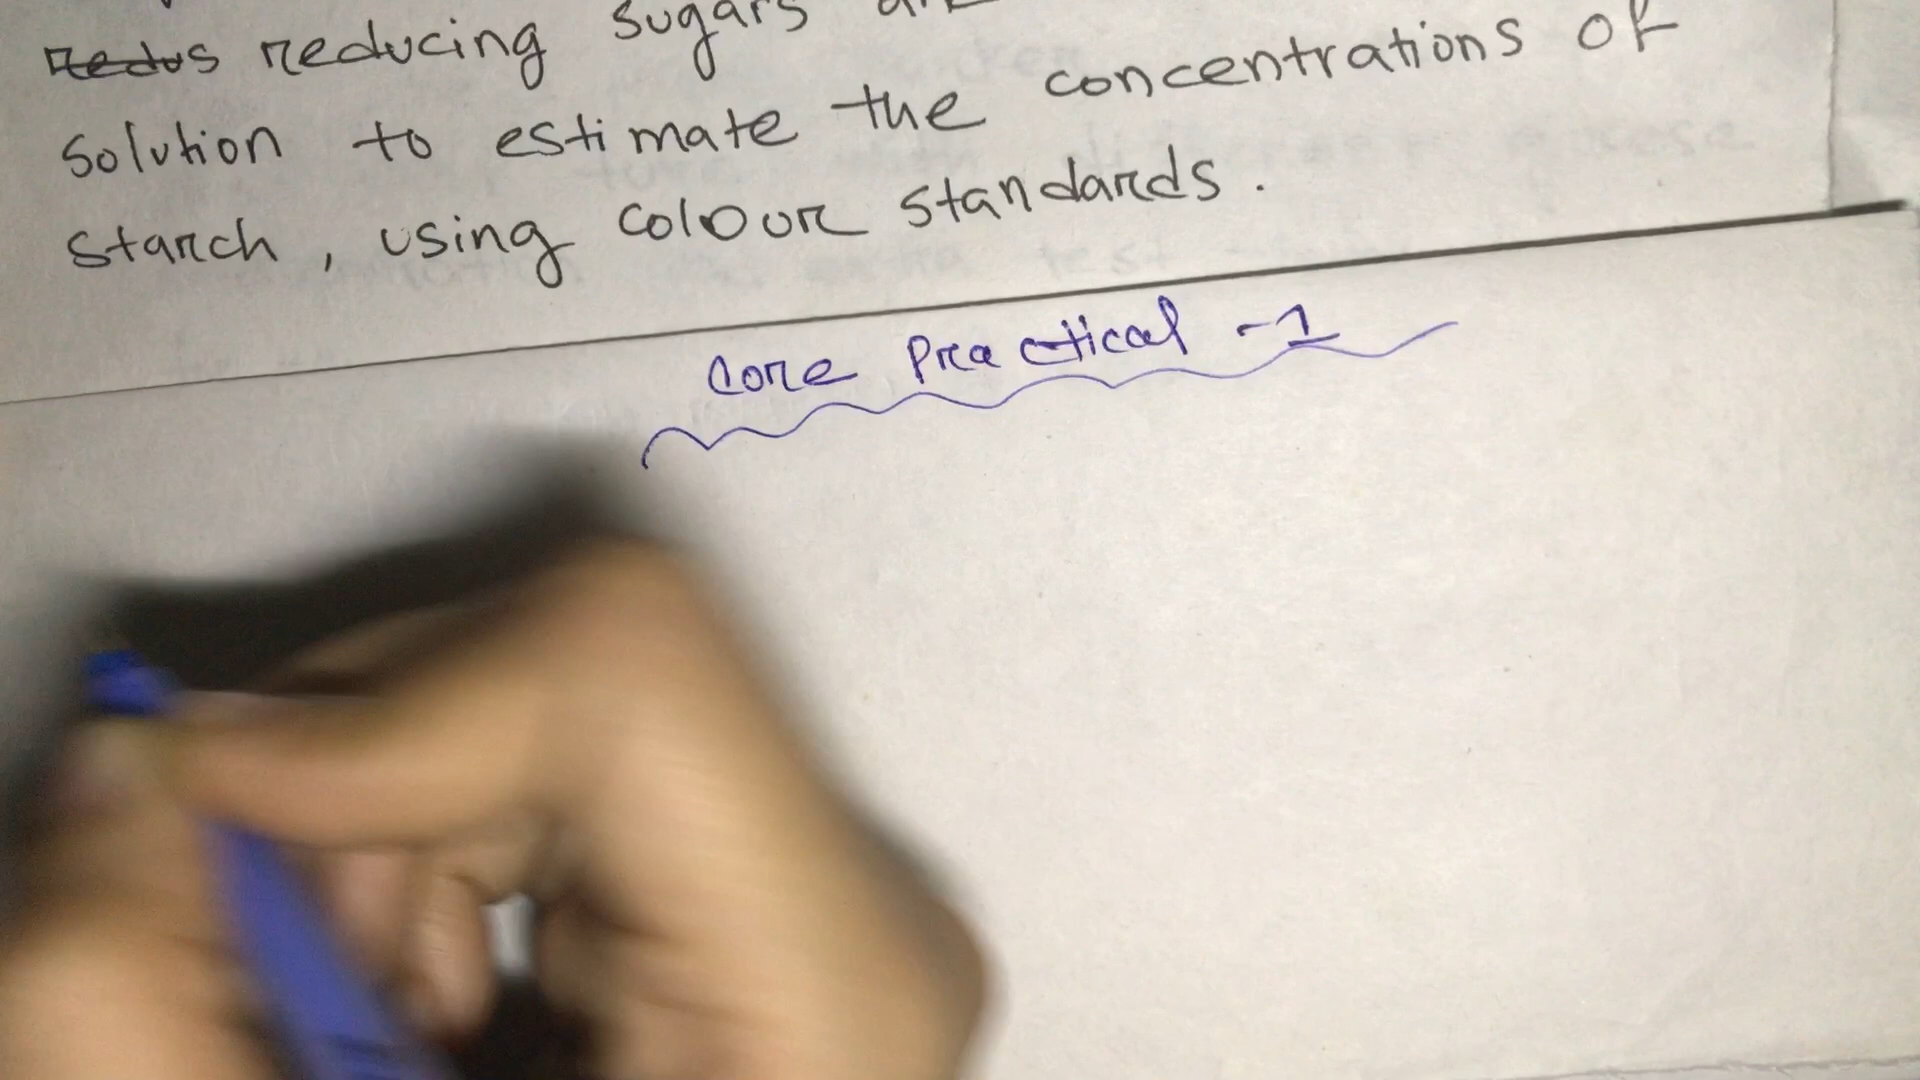 reducing sugars
solution to estimate the concentrations of
starch, using colour standards.
Core Practical -1